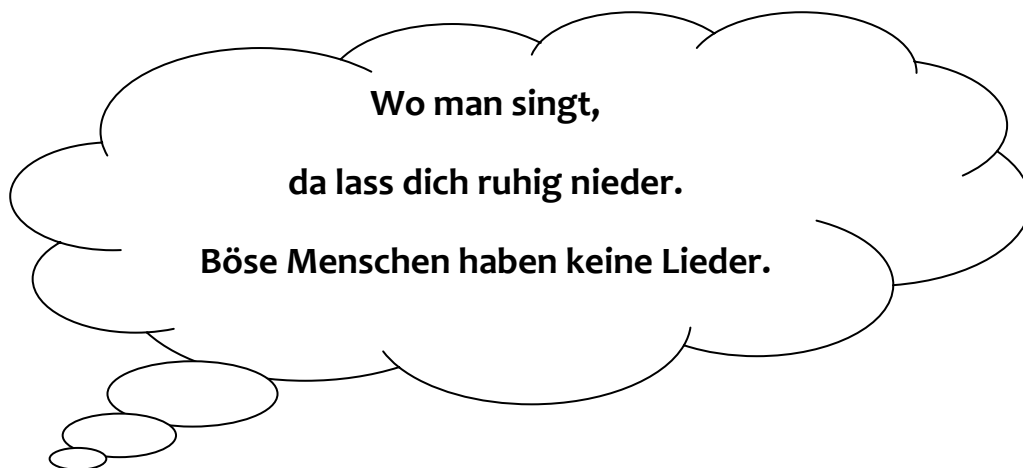 Wo man singt,
da lass dich ruhig nieder.
Böse Menschen haben keine Lieder.